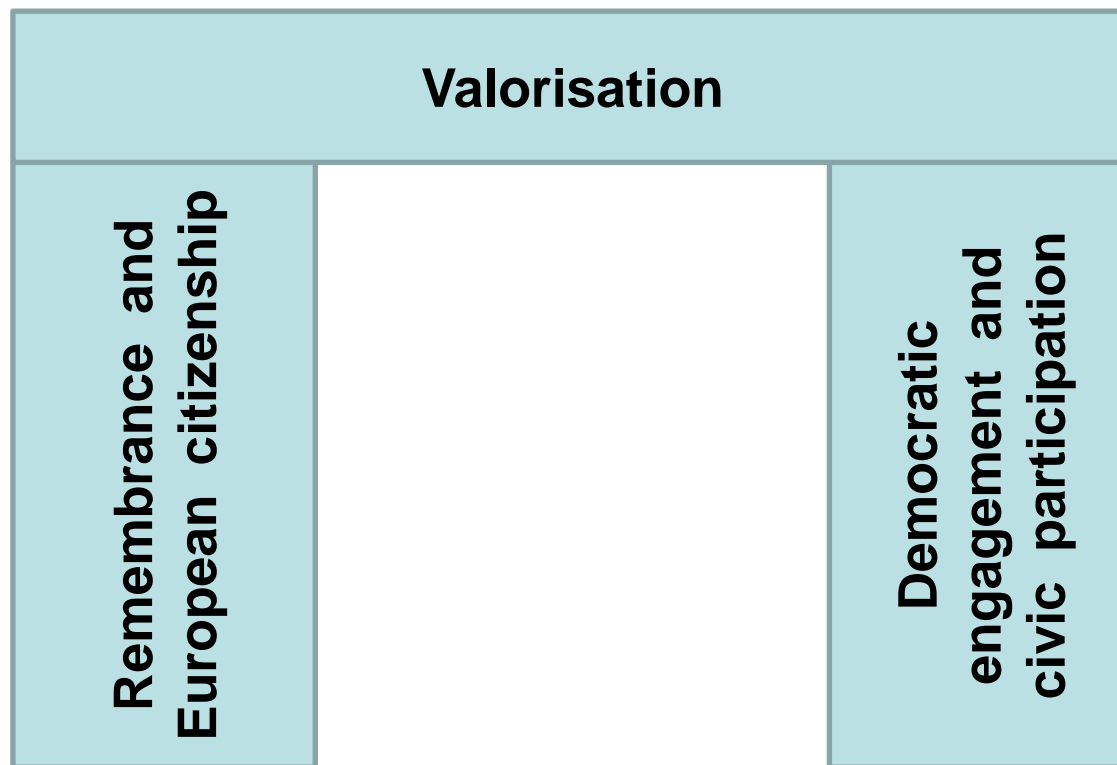 Valorisation
Remembrance and
European citizenship
Democratic
engagement and
civic participation